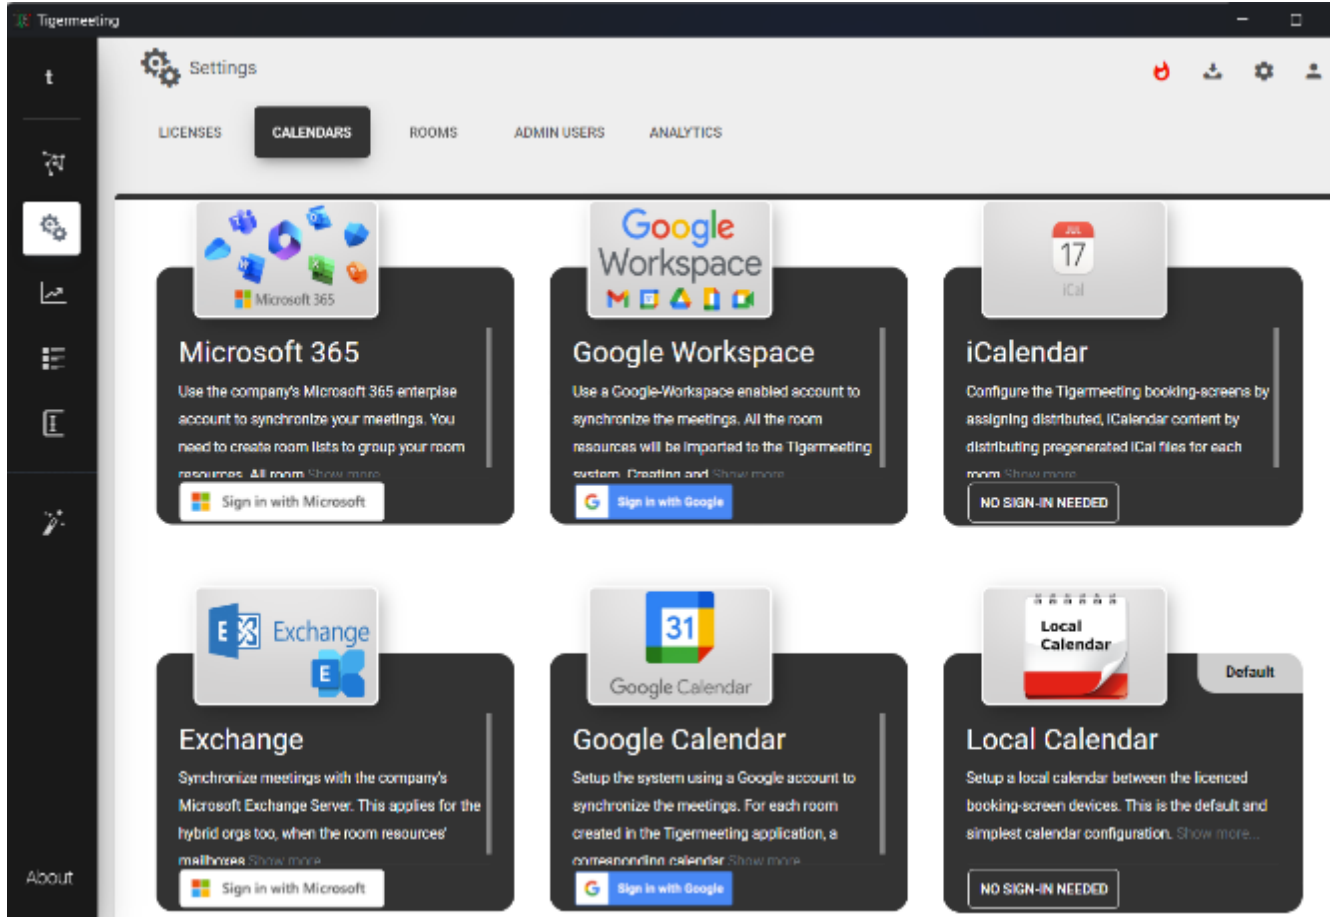 Tigermeeting
t
Settings
LICENSES
CALENDARS
ROOMS
ADMIN USERS
ANALYTICS
Microsoft 365
Microsoft 365
Use the company's Microsoft 365 enterpise
account to synchronize your meetings. You
need to create room lists to group your room
resources. All room Show more
Sign in with Microsoft
Google
Workspace
Google Workspace
Use a Google-Workspace enabled account to
synchronize the meetings. All the room
resources will be imported to the Tigermeeting
system. Creating and Show more
G
Sign in with Google
JUL
17
iCal
iCalendar
Configure the Tigermeeting booking-screens by
assigning distributed, iCalendar content by
distributing pregenerated iCal files for each
room Show more
NO SIGN-IN NEEDED
E
Exchange
E
Exchange
Synchronize meetings with the company's
Microsoft Exchange Server. This applies for the
hybrid orgs too, when the room resources'
mailboxes Show more
Sign in with Microsoft
31
Google Calendar
Google Calendar
Setup the system using a Google account to
synchronize the meetings. For each room
created in the Tigermeeting application, a
corresponding calendar Show more
G
Sign in with Google
Local
Calendar
Default
Local Calendar
Setup a local calendar between the licenced
booking-screen devices. This is the default and
simplest calendar configuration. Show more...
NO SIGN-IN NEEDED
About